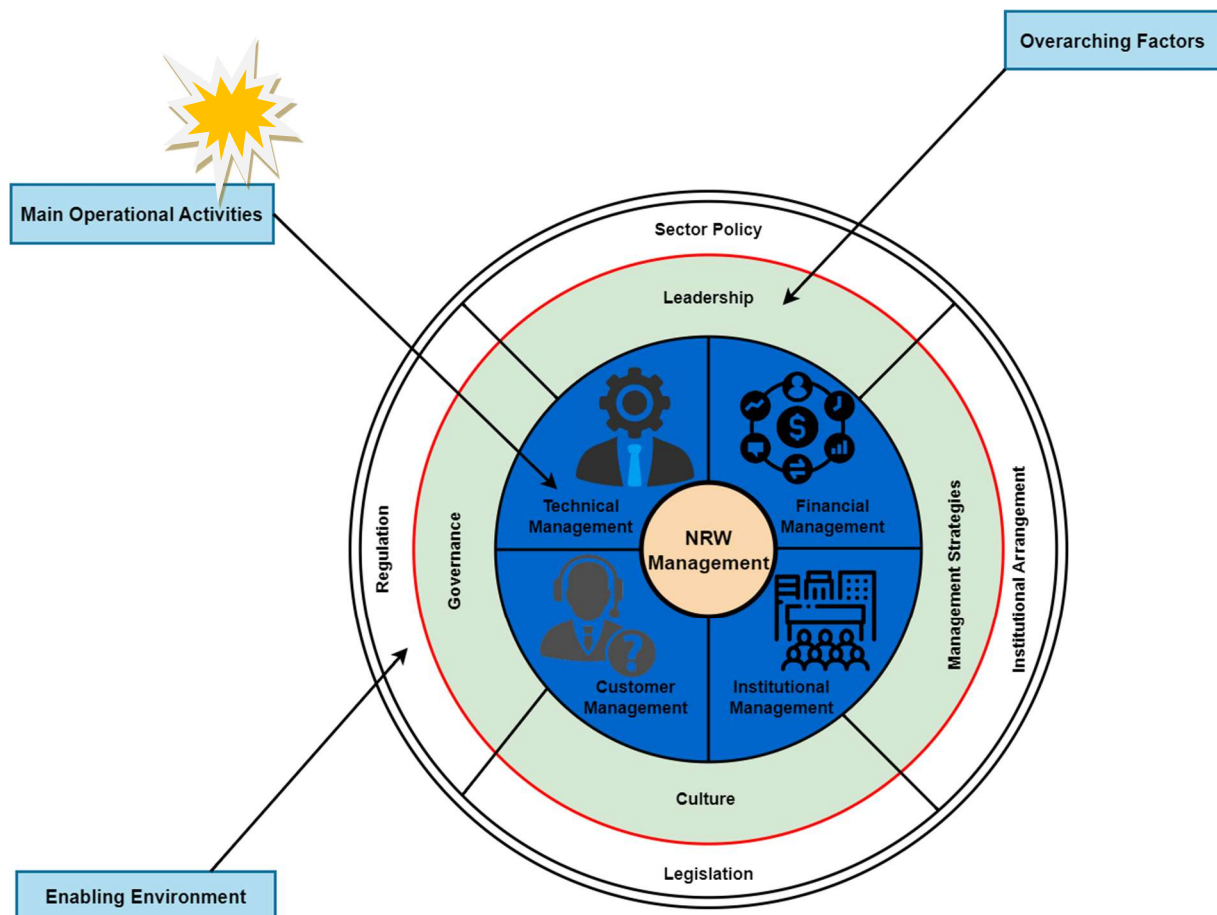 Overarching Factors
Main Operational Activities
Sector Policy
Leadership
Technical
Management
Financial
Management
NRW
Management
Regulation
Governance
Management Strategies
Institutional Arrangement
$
?
Customer
Management
Institutional
Management
Culture
Legislation
Enabling Environment